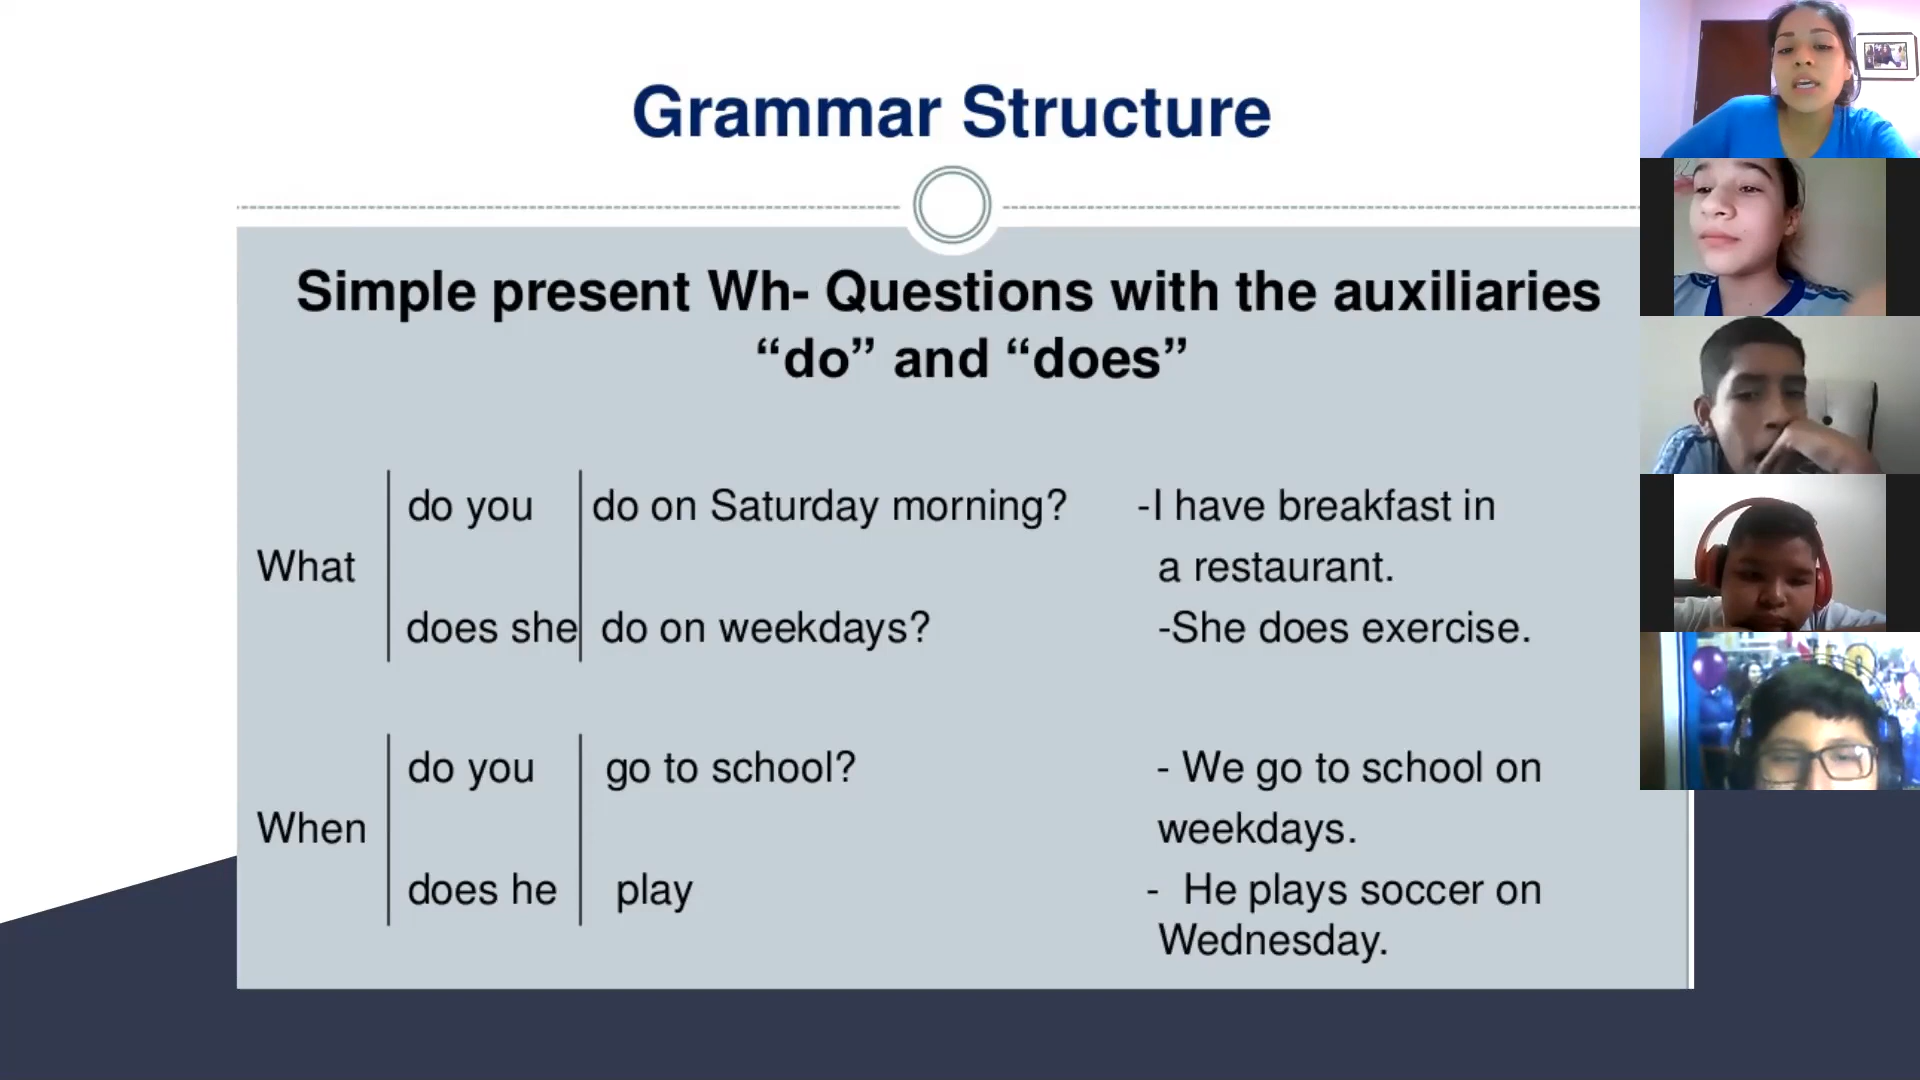 Grammar Structure
Simple present Wh- Questions with the auxiliaries
“do” and “does”
do you do on Saturday morning? -I have breakfast in
What a restaurant.
does she do on weekdays? -She does exercise.
do you go to school? - We go to school on
When weekdays.
does he play - He plays soccer on
Wednesday.